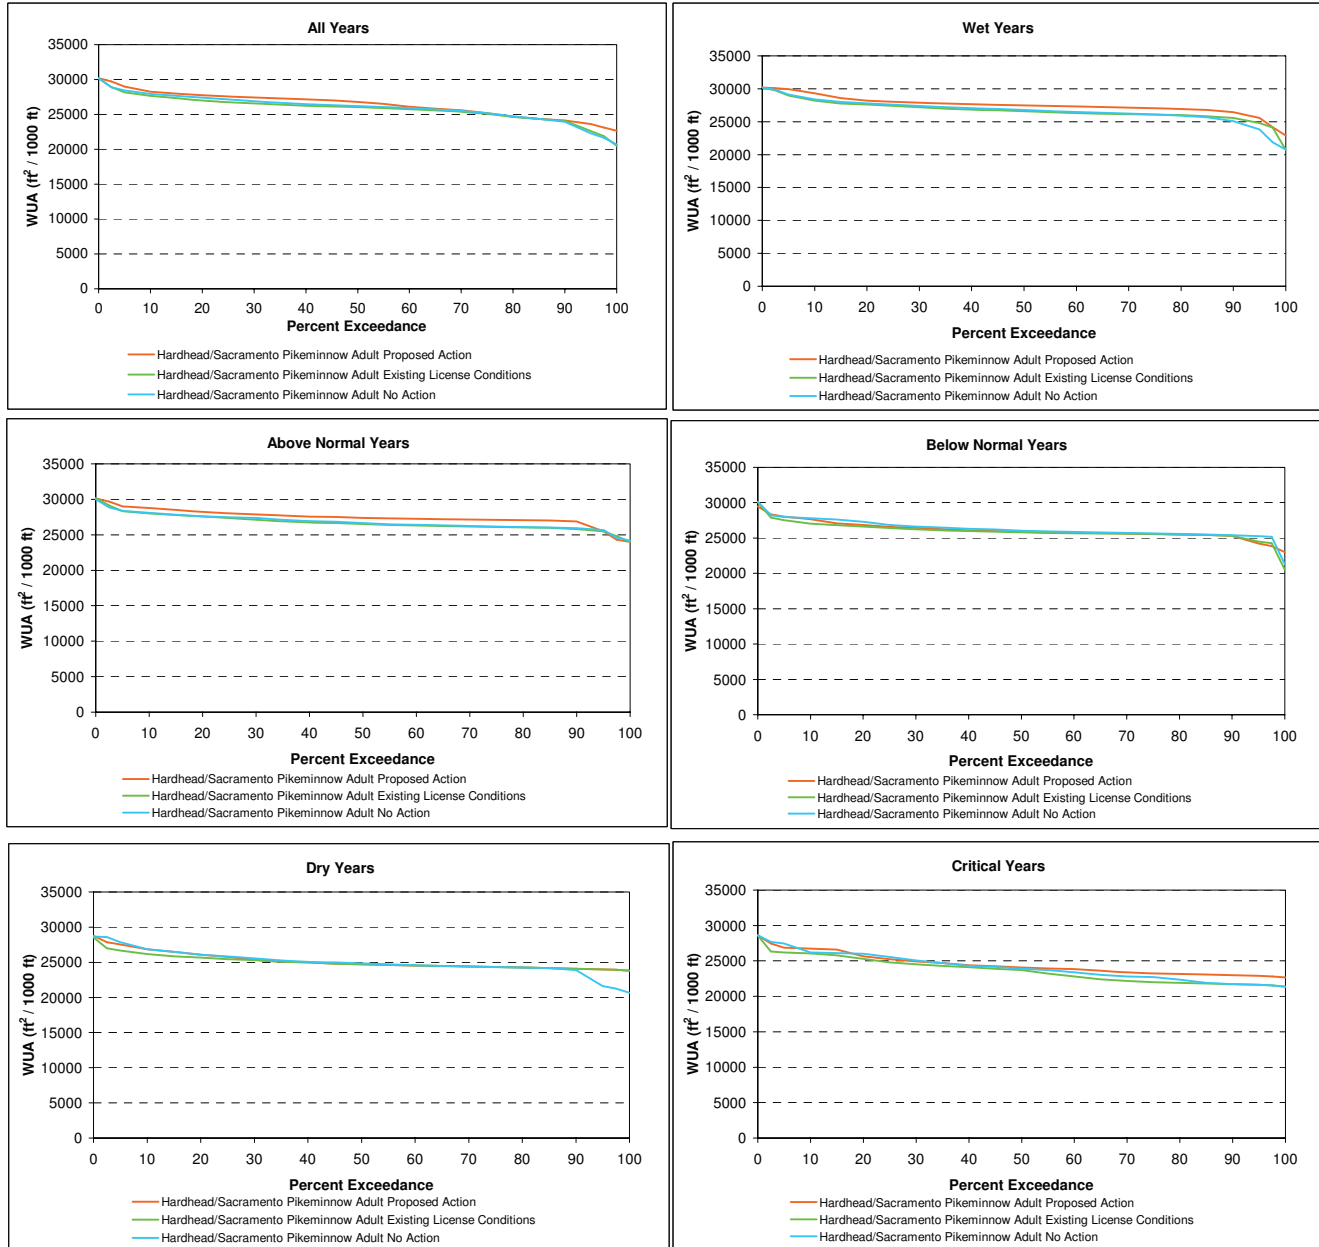 All Years
35000
30000
25000
20000
15000
10000
5000
0
WUA (ft² / 1000 ft)
0 10 20 30 40 50 60 70 80 90 100
Percent Exceedance
Hardhead/Sacramento Pikeminnow Adult Proposed Action
Hardhead/Sacramento Pikeminnow Adult Existing License Conditions
Hardhead/Sacramento Pikeminnow Adult No Action
Wet Years
35000
30000
25000
20000
15000
10000
5000
0
WUA (ft² / 1000 ft)
0 10 20 30 40 50 60 70 80 90 100
Percent Exceedance
Hardhead/Sacramento Pikeminnow Adult Proposed Action
Hardhead/Sacramento Pikeminnow Adult Existing License Conditions
Hardhead/Sacramento Pikeminnow Adult No Action
Above Normal Years
35000
30000
25000
20000
15000
10000
5000
0
WUA (ft² / 1000 ft)
0 10 20 30 40 50 60 70 80 90 100
Percent Exceedance
Hardhead/Sacramento Pikeminnow Adult Proposed Action
Hardhead/Sacramento Pikeminnow Adult Existing License Conditions
Hardhead/Sacramento Pikeminnow Adult No Action
Below Normal Years
35000
30000
25000
20000
15000
10000
5000
0
WUA (ft² / 1000 ft)
0 10 20 30 40 50 60 70 80 90 100
Percent Exceedance
Hardhead/Sacramento Pikeminnow Adult Proposed Action
Hardhead/Sacramento Pikeminnow Adult Existing License Conditions
Hardhead/Sacramento Pikeminnow Adult No Action
Dry Years
35000
30000
25000
20000
15000
10000
5000
0
WUA (ft² / 1000 ft)
0 10 20 30 40 50 60 70 80 90 100
Percent Exceedance
Hardhead/Sacramento Pikeminnow Adult Proposed Action
Hardhead/Sacramento Pikeminnow Adult Existing License Conditions
Hardhead/Sacramento Pikeminnow Adult No Action
Critical Years
35000
30000
25000
20000
15000
10000
5000
0
WUA (ft² / 1000 ft)
0 10 20 30 40 50 60 70 80 90 100
Percent Exceedance
Hardhead/Sacramento Pikeminnow Adult Proposed Action
Hardhead/Sacramento Pikeminnow Adult Existing License Conditions
Hardhead/Sacramento Pikeminnow Adult No Action